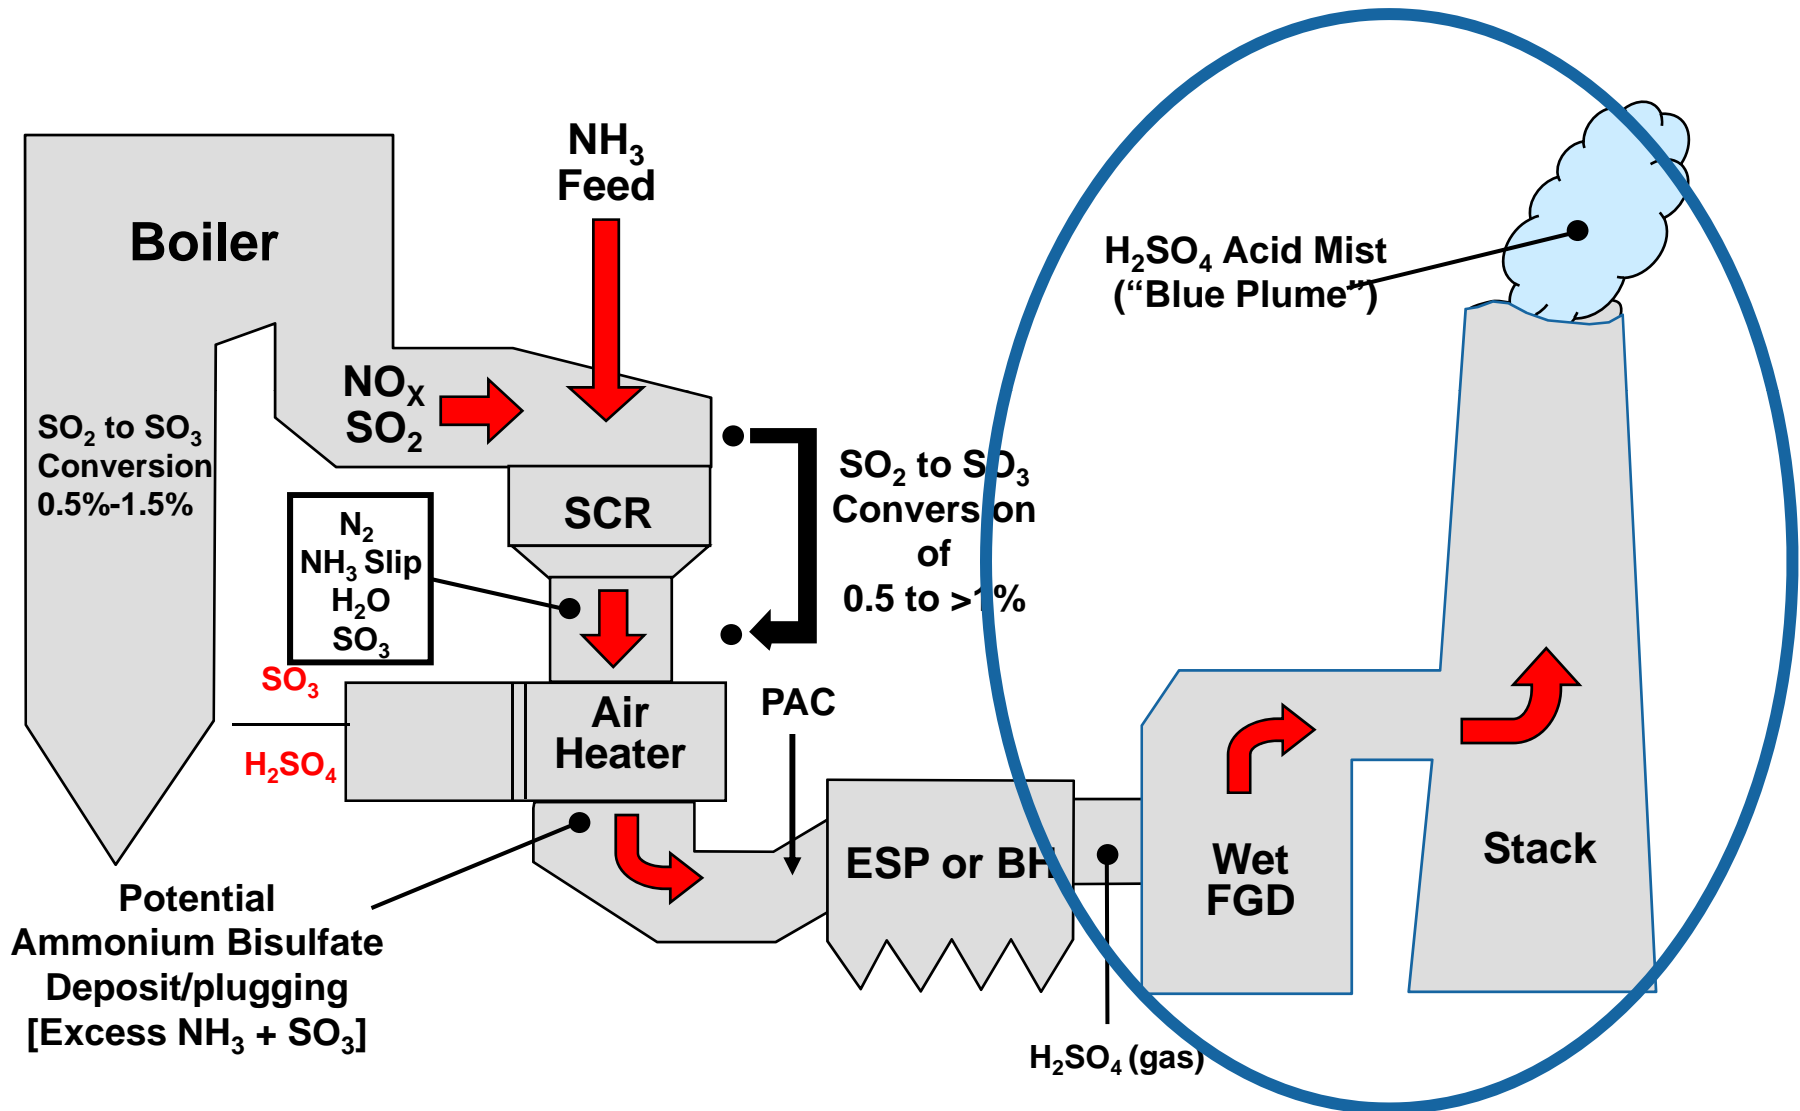 NH₃
Feed
Boiler
H₂SO₄ Acid Mist
(“Blue Plume”)
NOX
SO₂
SO₂ to SO₃
Conversion
0.5%-1.5%
SO₂ to SO₃
Conversion
of
0.5 to >1%
SCR
N₂
NH₃ Slip
H₂O
SO₃
SO₃
H₂SO₄
Air
Heater
PAC
ESP or BH
Wet
FGD
Stack
Potential
Ammonium Bisulfate
Deposit/plugging
[Excess NH₃ + SO₃]
H₂SO₄ (gas)